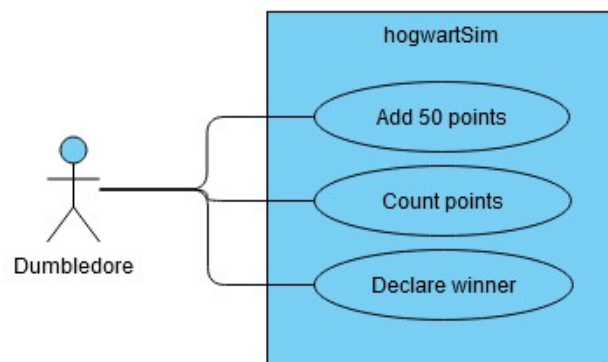 hogwartSim
Add 50 points
Count points
Dumbledore
Declare winner